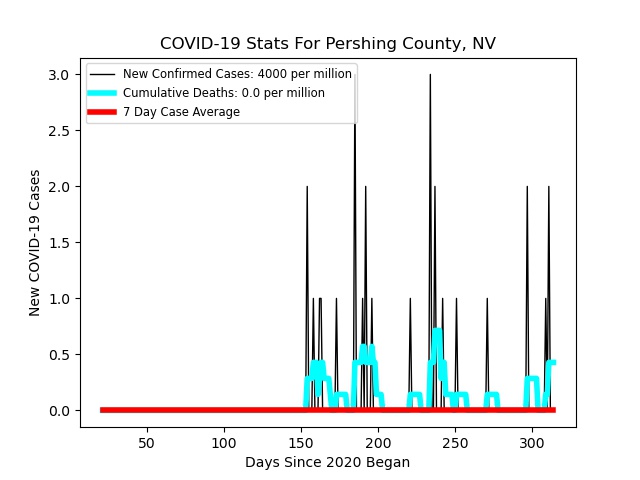 COVID-19 Stats For Pershing County, NV
New Confirmed Cases: 4000 per million
Cumulative Deaths: 0.0 per million
7 Day Case Average
New COVID-19 Cases
3.0
2.5
2.0
1.5
1.0
0.5
0.0
50 100 150 200 250 300
Days Since 2020 Began